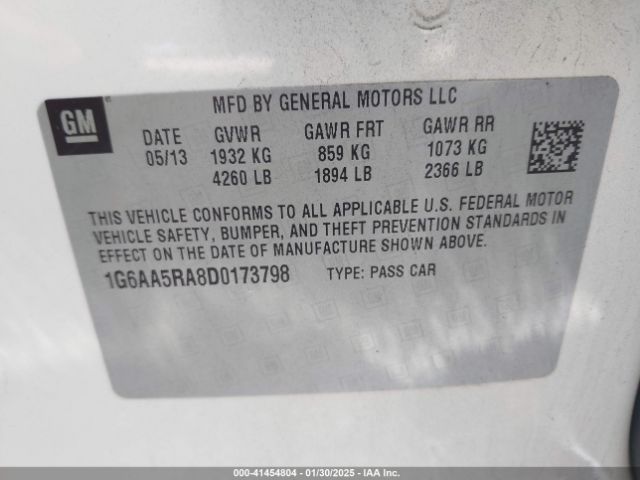 GM
MFD BY GENERAL MOTORS LLC
DATE GVWR GAWR FRT GAWR RR
05/13 1932 KG 859 KG 1073 KG
4260 LB 1894 LB 2366 LB
THIS VEHICLE CONFORMS TO ALL APPLICABLE U.S. FEDERAL MOTOR
VEHICLE SAFETY, BUMPER, AND THEFT PREVENTION STANDARDS IN
EFFECT ON THE DATE OF MANUFACTURE SHOWN ABOVE.
1G6AA5RA8D0173798 TYPE: PASS CAR
000-41454804 / 01/30/2025 / IAA Inc.